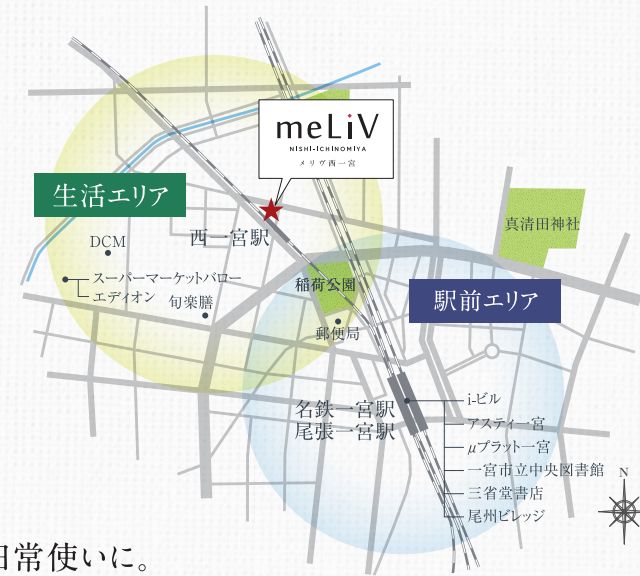 meLiV
NISHI-ICHINOMIYA
メリヴ西一宮
生活エリア
真清田神社
DCM
西一宮駅
スーパーマーケットバロー
エディオン
旬楽膳
稲荷公園
駅前エリア
郵便局
名鉄一宮駅
尾張一宮駅
i-ビル
アスティ一宮
μプラット一宮
一宮市立中央図書館
三省堂書店
尾州ビレッジ
N
常使いに。